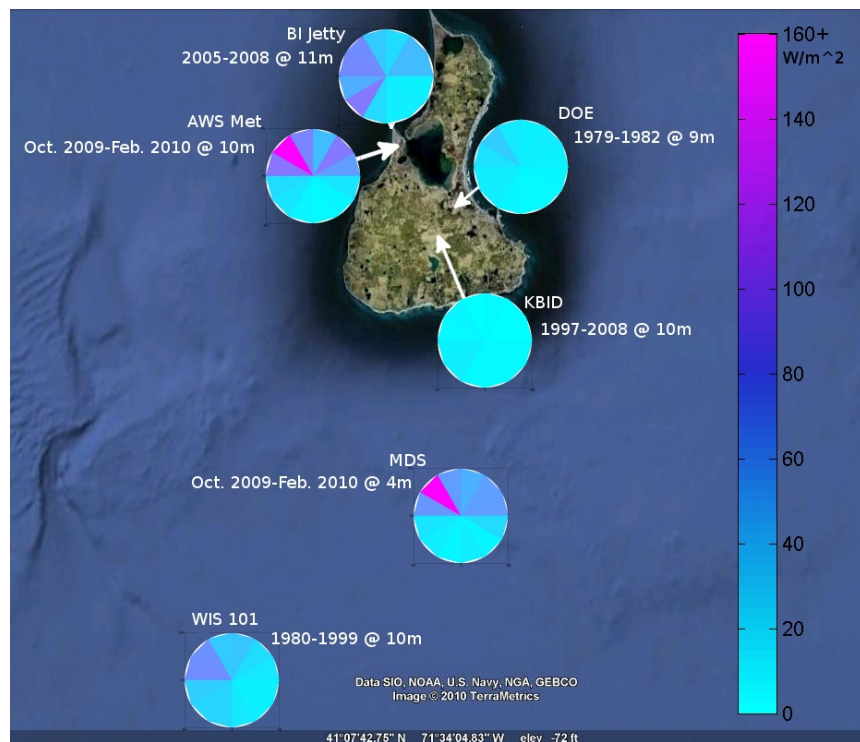 BI Jetty
2005-2008 @ 11m
AWS Met
Oct. 2009-Feb. 2010 @ 10m
DOE
1979-1982 @ 9m
KBID
1997-2008 @ 10m
MDS
Oct. 2009-Feb. 2010 @ 4m
WIS 101
1980-1999 @ 10m
160+
W/m^2
140
120
100
80
60
40
20
0
Data SIO, NOAA, U.S. Navy, NGA, GEBCO
Image © 2010 TerraMetrics
41°07'42.75" N 71°34'04.83" W elev -72 ft